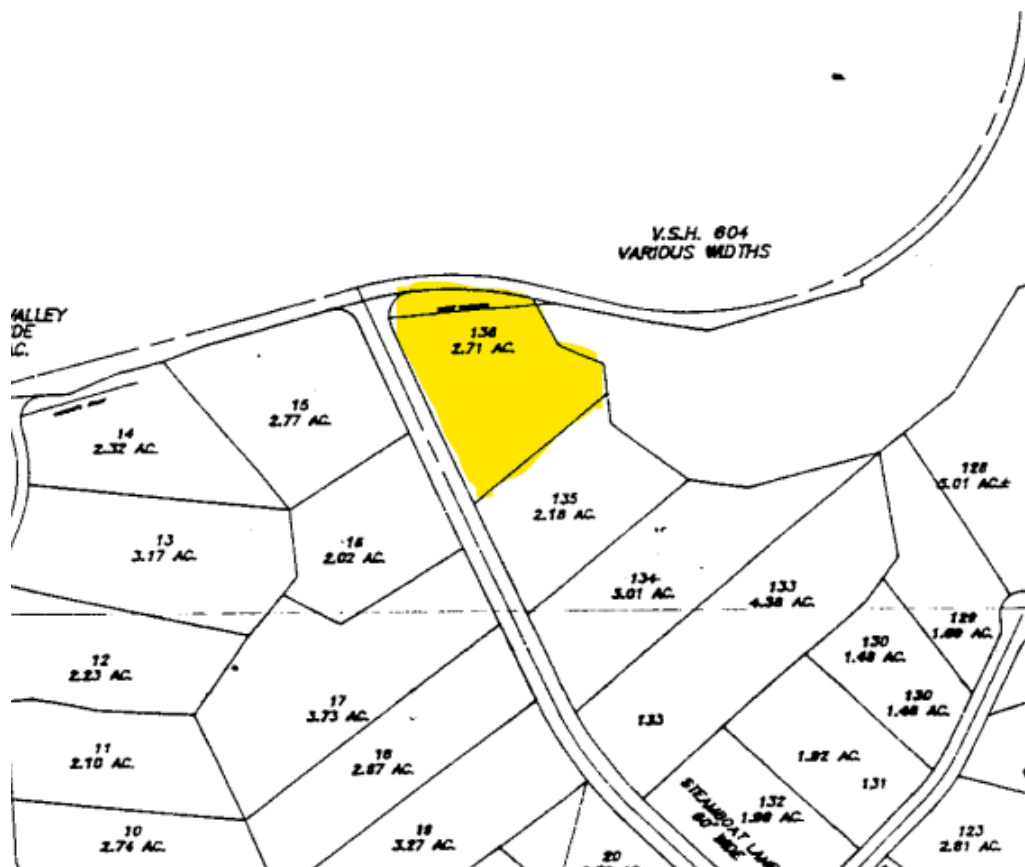 V.S.H. 604
VARIOUS WIDTHS
VALLEY
DE
AC.
136
2.71 AC.
15
2.77 AC.
14
2.32 AC.
128
5.01 AC.±
135
2.18 AC.
13
3.17 AC.
16
2.02 AC.
134
3.01 AC.
133
4.38 AC.
129
1.69 AC.
130
1.48 AC.
12
2.23 AC.
130
1.48 AC.
17
3.73 AC.
133
11
2.10 AC.
18
2.87 AC.
1.92 AC.
131
STEAMBOAT LANE
60' WIDE
132
1.98 AC.
10
2.74 AC.
19
3.27 AC.
20
123
2.81 AC.